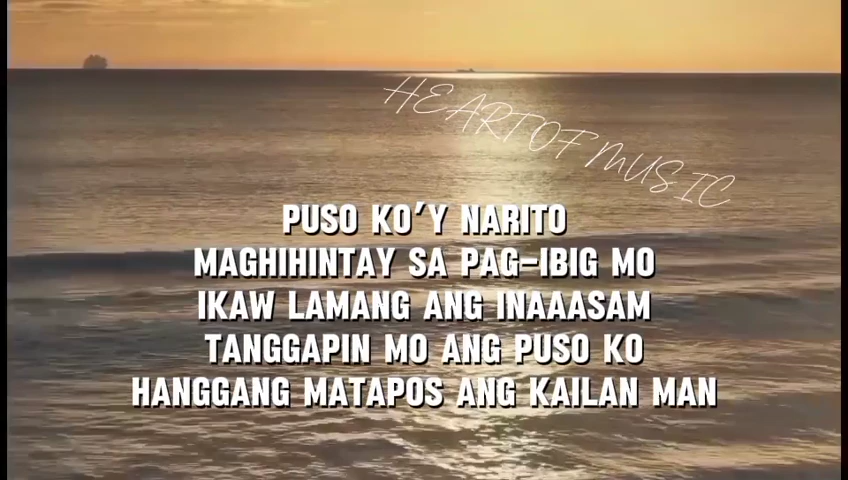 HEART OF MUSIC
PUSO KO'Y NARITO
MAGHIHINTAY SA PAG-IBIG MO
IKAW LAMANG ANG INAAASAM
TANGGAPIN MO ANG PUSO KO
HANGGANG MATAPOS ANG KAILAN MAN